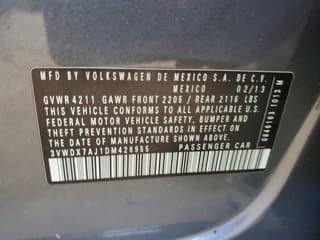 MFD BY VOLKSWAGEN DE MEXICO S.A. DE C.V.
MEXICO 02/13
GVWR 4211 GAWR FRONT 2205 / REAR 2116 LBS
THIS VEHICLE CONFORMS TO ALL APPLICABLE U.S.
FEDERAL MOTOR VEHICLE SAFETY, BUMPER, AND
THEFT PREVENTION STANDARDS IN EFFECT ON
THE DATE OF MANUFACTURE SHOWN ABOVE.
3VWDX7AJ1DM426955 PASSENGER CAR
1013 M